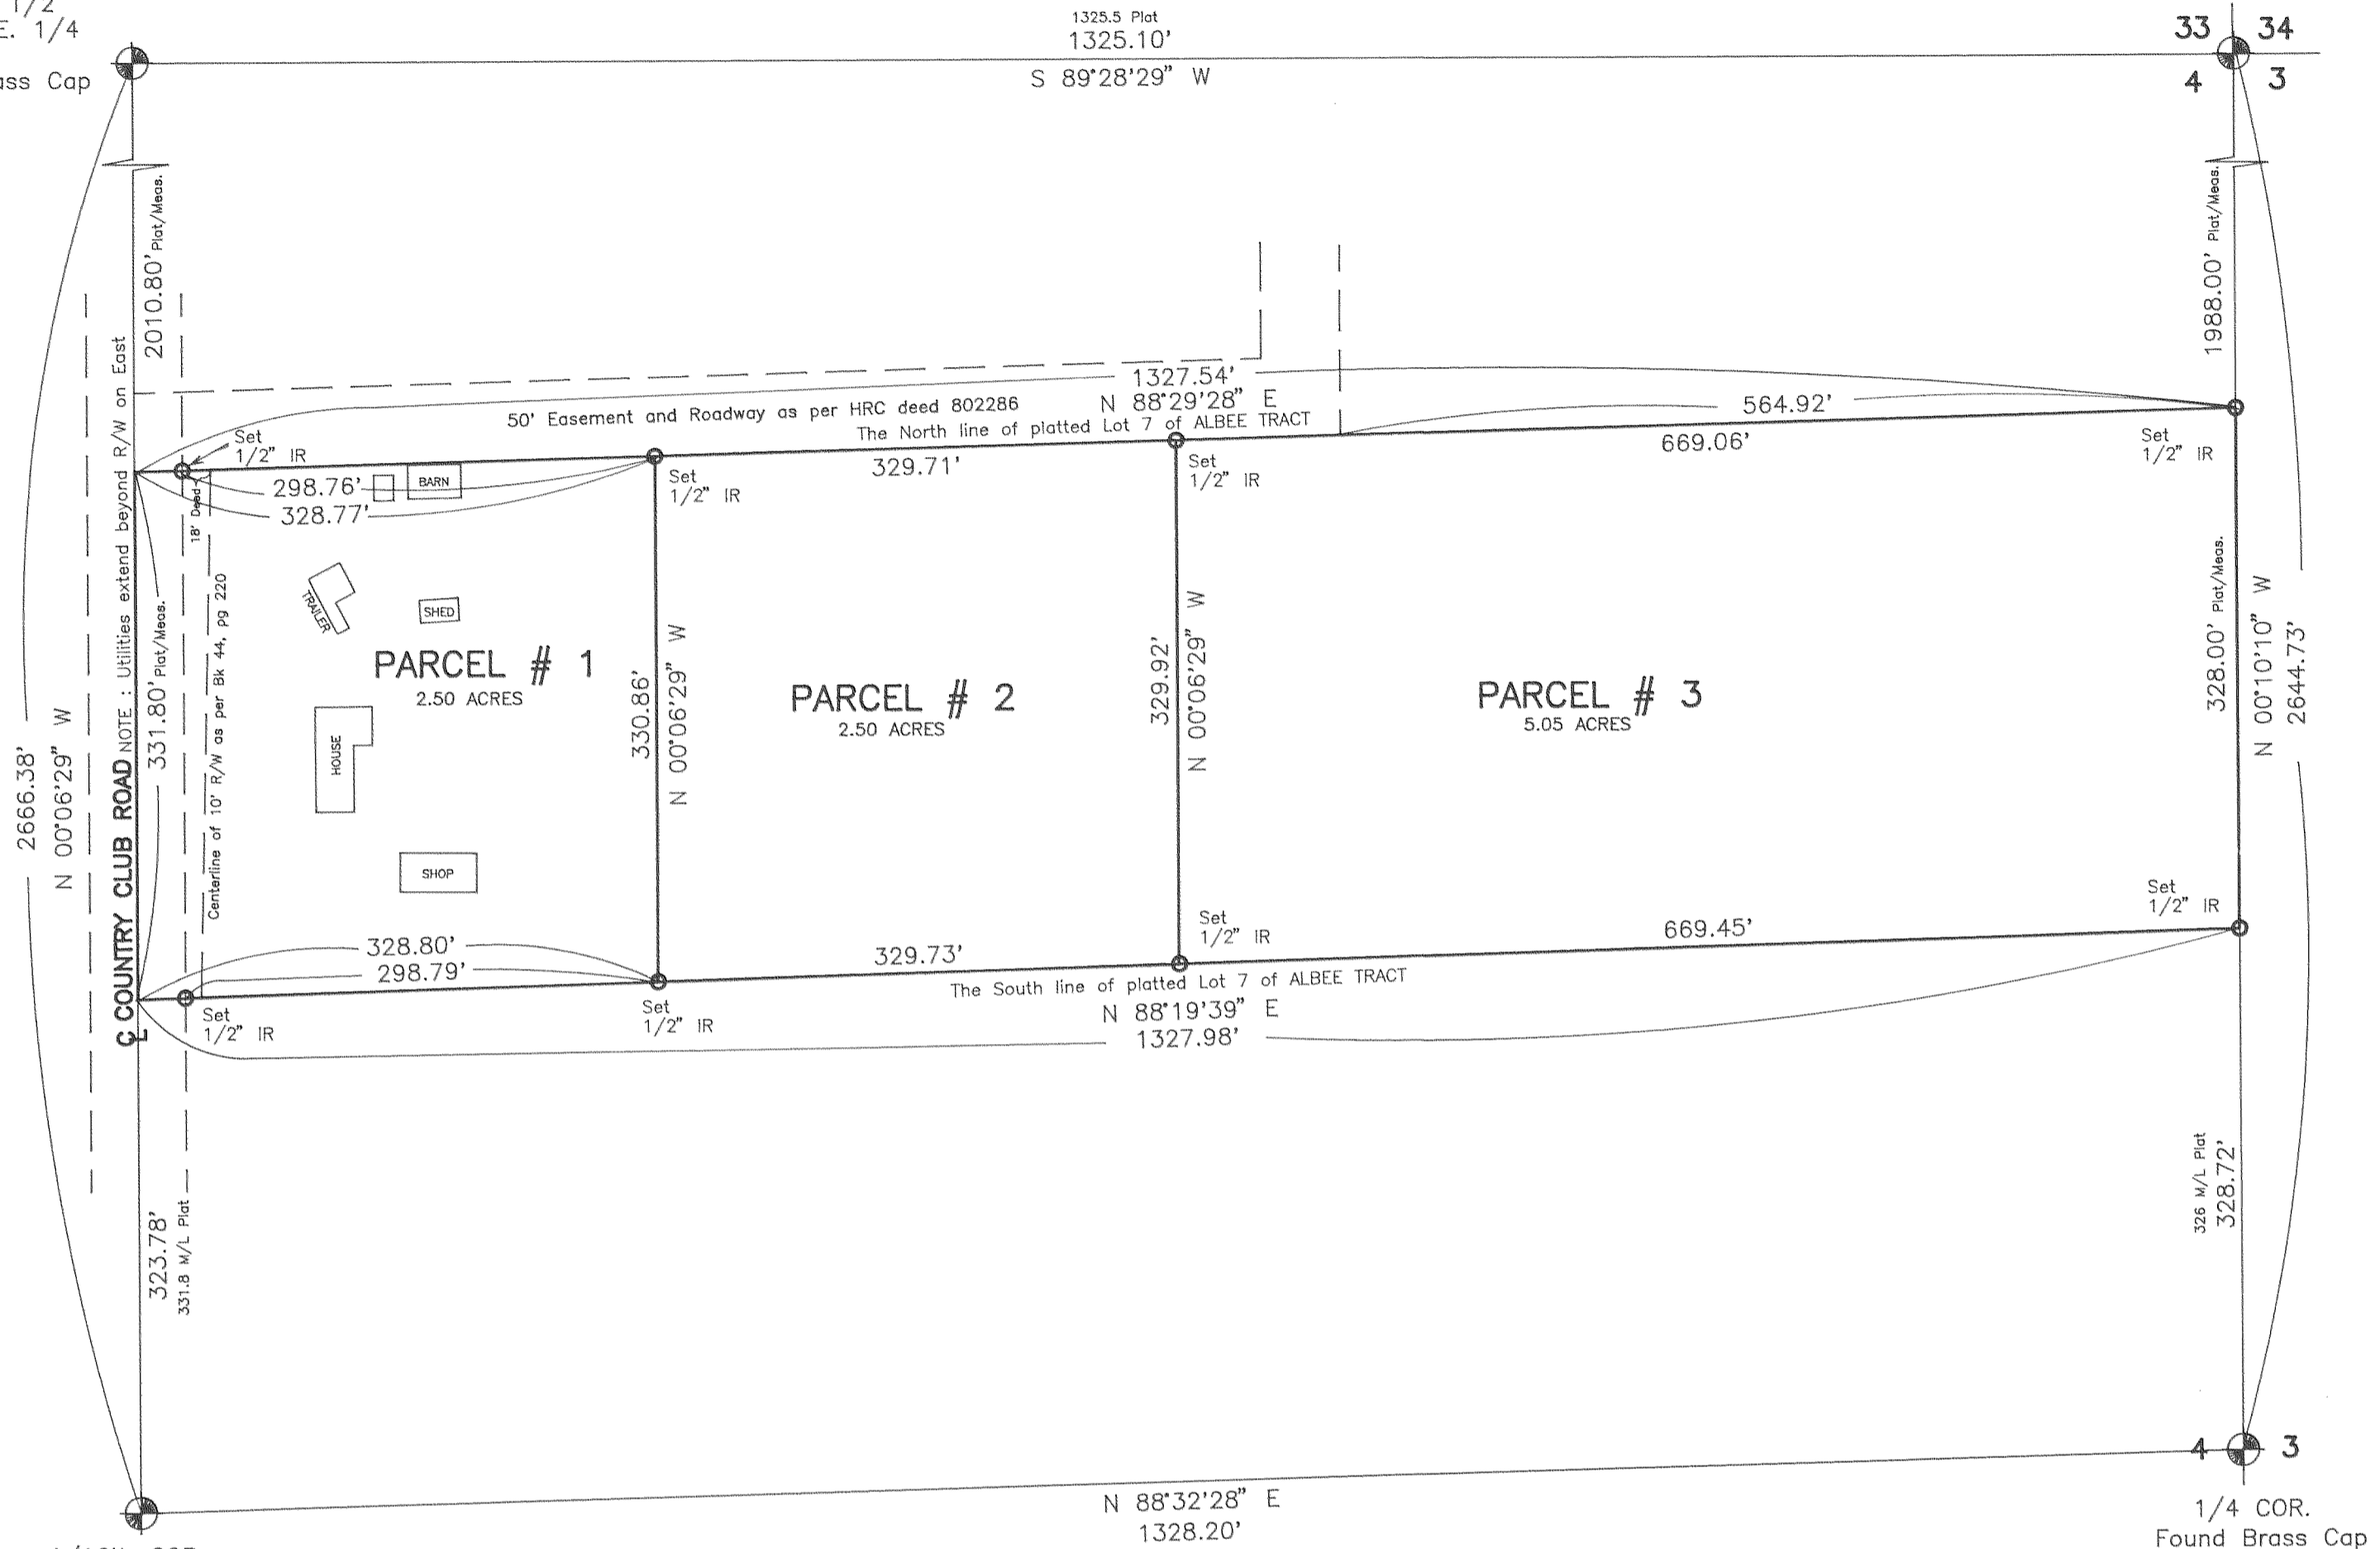 1/2
E. 1/4
ass Cap
1325.5 Plat
1325.10'
S 89°28'29" W
33 34
4 3
2010.80' Plat/Meas.
1988.00' Plat/Meas.
1327.54'
N 88°29'28" E
50' Easement and Roadway as per HRC deed 802286
The North line of platted Lot 7 of ALBEE TRACT
564.92'
669.06'
329.71'
Set
1/2" IR
298.76'
328.77'
BARN
Set
1/2" IR
Set
1/2" IR
Set
1/2" IR
18' Deed
Centerline of 10' R/W as per Bk 44, pg 220
TRAILER
SHED
PARCEL # 1
2.50 ACRES
HOUSE
SHOP
330.86'
N 00°06'29" W
PARCEL # 2
2.50 ACRES
329.92'
N 00°06'29" W
PARCEL # 3
5.05 ACRES
328.00' Plat/Meas.
N 00°10'10" W
2644.73'
2666.38'
N 00°06'29" W
CL COUNTRY CLUB ROAD NOTE : Utilities extend beyond R/W on East
331.80' Plat/Meas.
328.80'
298.79'
329.73'
669.45'
Set
1/2" IR
Set
1/2" IR
Set
1/2" IR
Set
1/2" IR
The South line of platted Lot 7 of ALBEE TRACT
N 88°19'39" E
1327.98'
323.78'
331.8 M/L Plat
326 M/L Plat
328.72'
4 3
N 88°32'28" E
1328.20'
1/4 COR.
Found Brass Cap